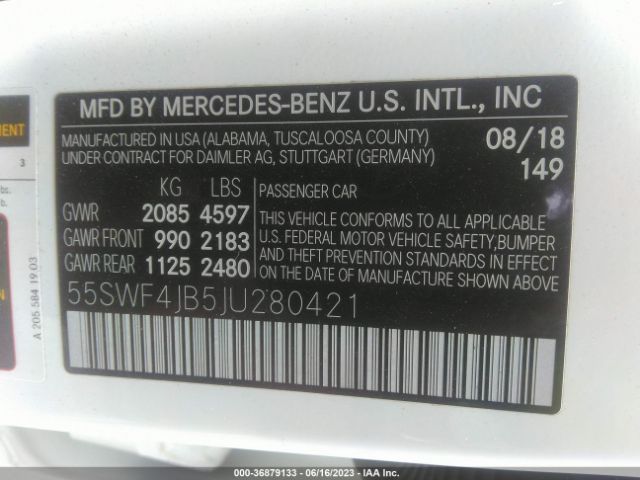 MFD BY MERCEDES-BENZ U.S. INTL., INC
MANUFACTURED IN USA (ALABAMA, TUSCALOOSA COUNTY)
UNDER CONTRACT FOR DAIMLER AG, STUTTGART (GERMANY)
08/18
149
KG LBS
GVWR 2085 4597
GAWR FRONT 990 2183
GAWR REAR 1125 2480
PASSENGER CAR
THIS VEHICLE CONFORMS TO ALL APPLICABLE
U.S. FEDERAL MOTOR VEHICLE SAFETY, BUMPER
AND THEFT PREVENTION STANDARDS IN EFFECT
ON THE DATE OF MANUFACTURE SHOWN ABOVE
55SWF4JB5JU280421
3
lbs.
A 205 584 19 03
000-36879133 - 06/16/2023 - IAA Inc.